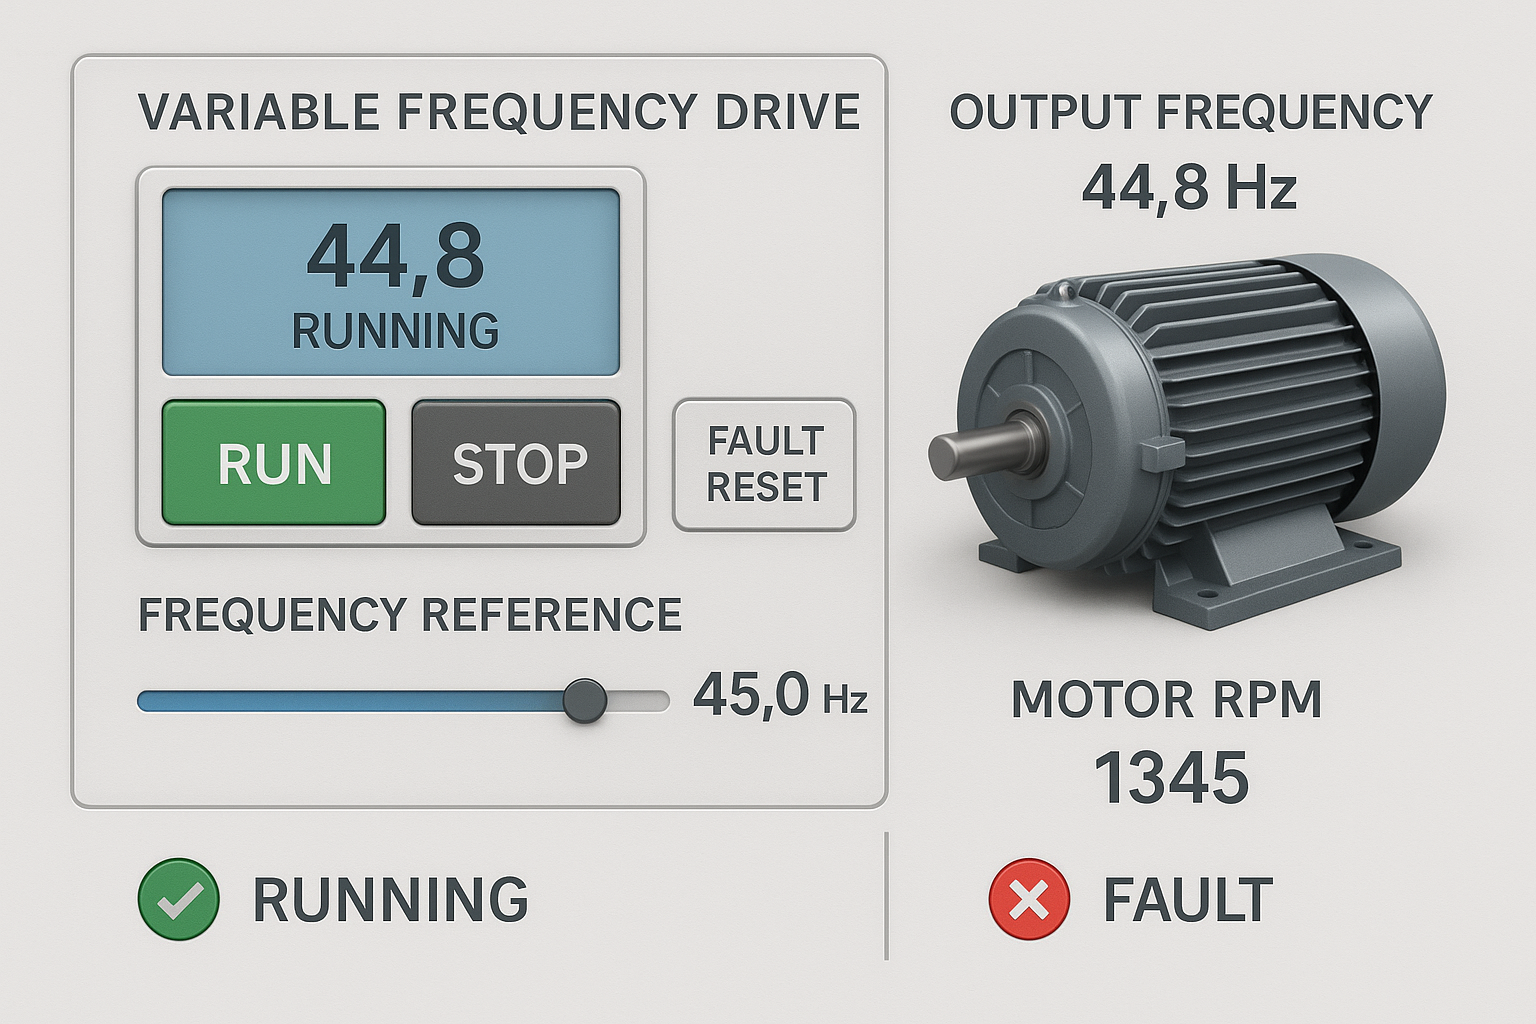 VARIABLE FREQUENCY DRIVE
44,8
RUNNING
RUN
STOP
FAULT
RESET
FREQUENCY REFERENCE
45,0 Hz
OUTPUT FREQUENCY
44,8 Hz
MOTOR RPM
1345
RUNNING
FAULT